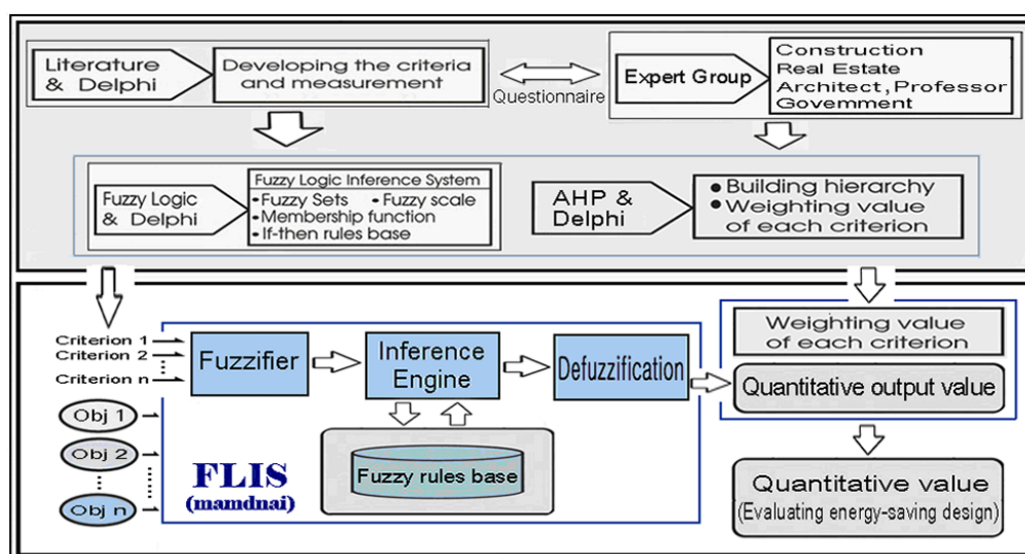 Literature
& Delphi
Developing the criteria
and measurement
Questionnaire
Expert Group
Construction
Real Estate
Architect, Professor
Government
Fuzzy Logic
& Delphi
Fuzzy Logic Inference System
•Fuzzy Sets •Fuzzy scale
•Membership function
•If-then rules base
AHP &
Delphi
●Building hierarchy
●Weighting value
of each criterion
Criterion 1
Criterion 2
Criterion n
Obj 1
Obj 2
Obj n
Fuzzifier
Inference
Engine
Defuzzification
Fuzzy rules base
FLIS
(mamdnai)
Weighting value
of each criterion
Quantitative output value
Quantitative value
(Evaluating energy-saving design)